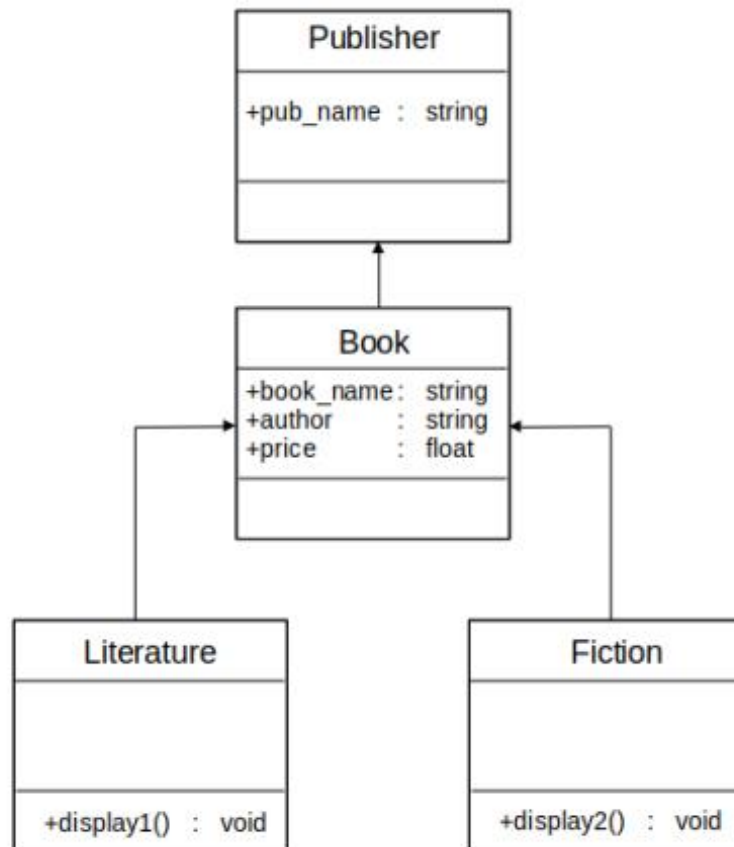 Publisher
+pub_name : string
Book
+book_name : string
+author : string
+price : float
Literature
Fiction
+display1() : void
+display2() : void